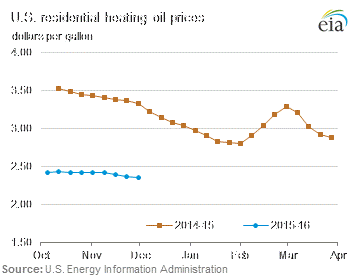 U.S. residential heating oil prices
dollars per gallon
eia
4.00
3.50
3.00
2.50
2.00
1.50
Oct Nov Dec Jan Feb Mar Apr
2014-15 2015-16
Source: U.S. Energy Information Administration